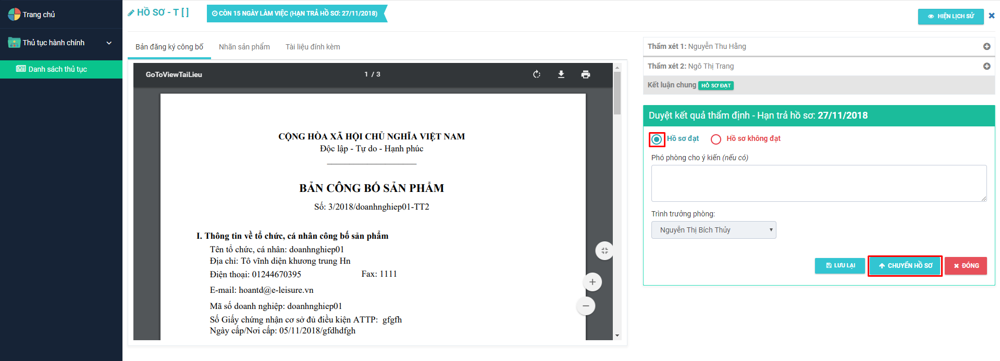 Trang chủ
Thủ tục hành chính
Danh sách thủ tục
HỒ SƠ - T [ ]
CÒN 15 NGÀY LÀM VIỆC (HẠN TRẢ HỒ SƠ: 27/11/2018)
HIỆN LỊCH SỬ
Bản đăng ký công bố
Nhãn sản phẩm
Tài liệu đính kèm
GoToViewTaiLieu
1 / 3
CỘNG HÒA XÃ HỘI CHỦ NGHĨA VIỆT NAM
Độc lập - Tự do - Hạnh phúc
BẢN CÔNG BỐ SẢN PHẨM
Số: 3/2018/doanhnghiep01-TT2
I. Thông tin về tổ chức, cá nhân công bố sản phẩm
Tên tổ chức, cá nhân: doanhnghiep01
Địa chỉ: Tô vĩnh diện khương trung Hn
Điện thoại: 01244670395 Fax: 1111
E-mail: hoantd@e-leisure.vn
Mã số doanh nghiệp: doanhnghiep01
Số Giấy chứng nhận cơ sở đủ điều kiện ATTP: gfgfh
Ngày cấp/Nơi cấp: 05/11/2018/gfdhdfgh
Thẩm xét 1: Nguyễn Thu Hằng
Thẩm xét 2: Ngô Thị Trang
Kết luận chung HỒ SƠ ĐẠT
Duyệt kết quả thẩm định - Hạn trả hồ sơ: 27/11/2018
Hồ sơ đạt
Hồ sơ không đạt
Phó phòng cho ý kiến (nếu có)
Trình trưởng phòng:
Nguyễn Thị Bích Thủy
LƯU LẠI
CHUYỂN HỒ SƠ
ĐÓNG